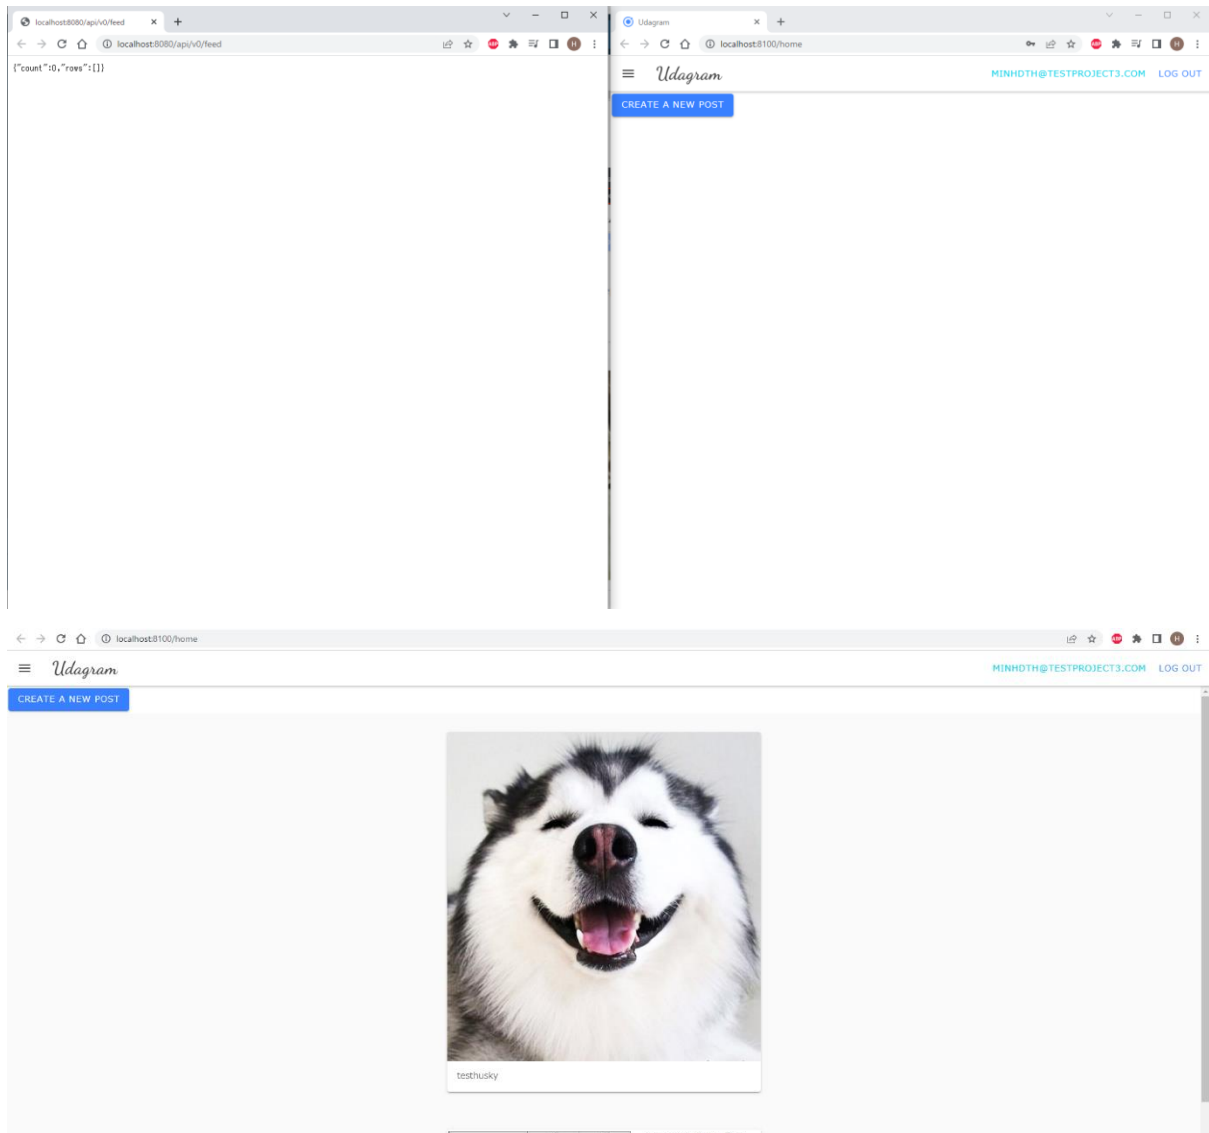 localhost:8080/api/v0/feed
localhost:8080/api/v0/feed
{"count":0,"rows":[]}
Udagram
localhost:8100/home
Udagram
MINHDTH@TESTPROJECT3.COM LOG OUT
CREATE A NEW POST
localhost:8100/home
Udagram
MINHDTH@TESTPROJECT3.COM LOG OUT
CREATE A NEW POST
testhusky